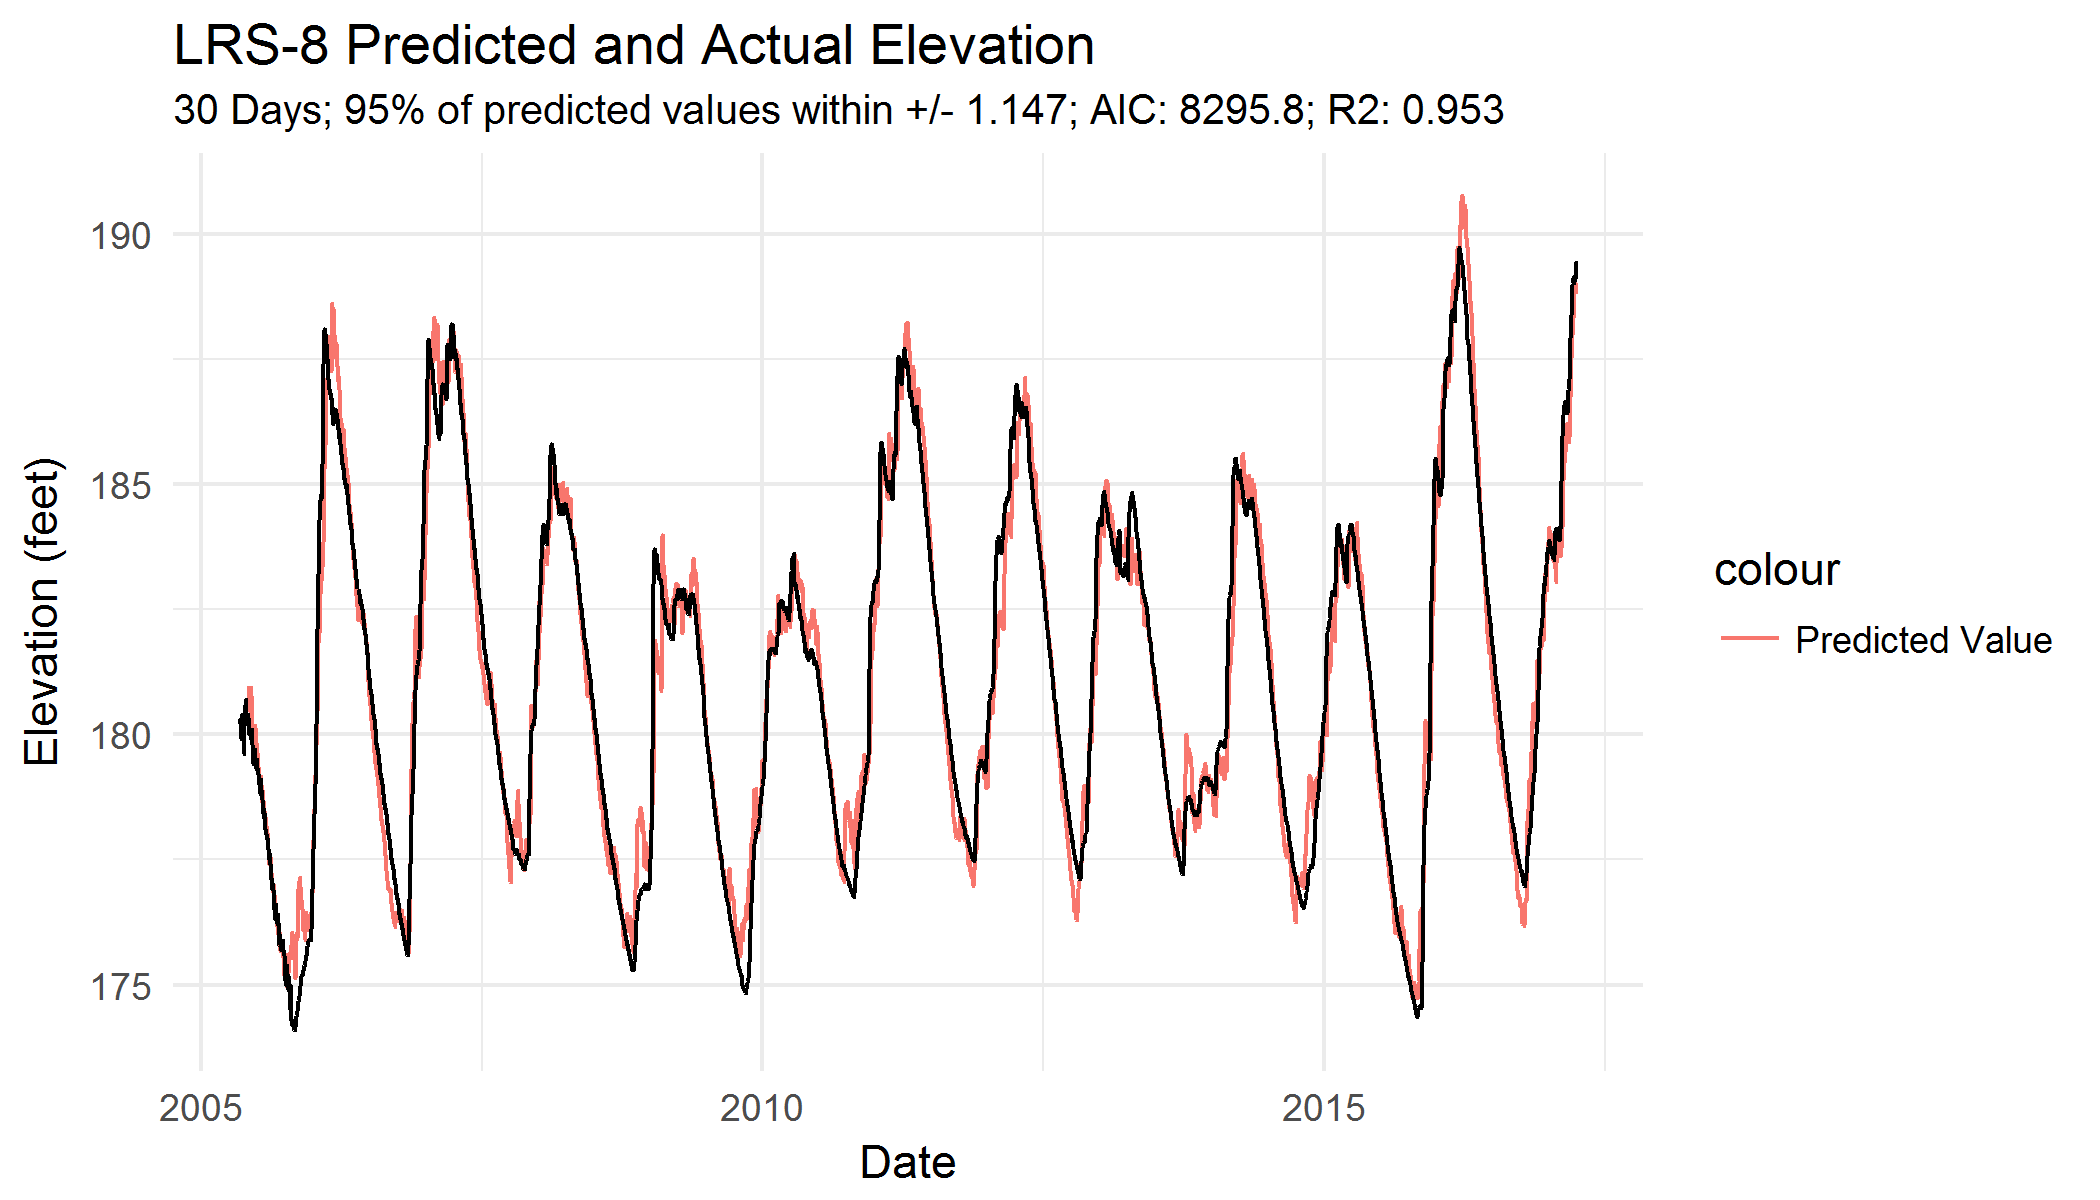 LRS-8 Predicted and Actual Elevation
30 Days; 95% of predicted values within +/- 1.147; AIC: 8295.8; R2: 0.953
190
185
180
175
Elevation (feet)
2005
2010
2015
Date
colour
Predicted Value